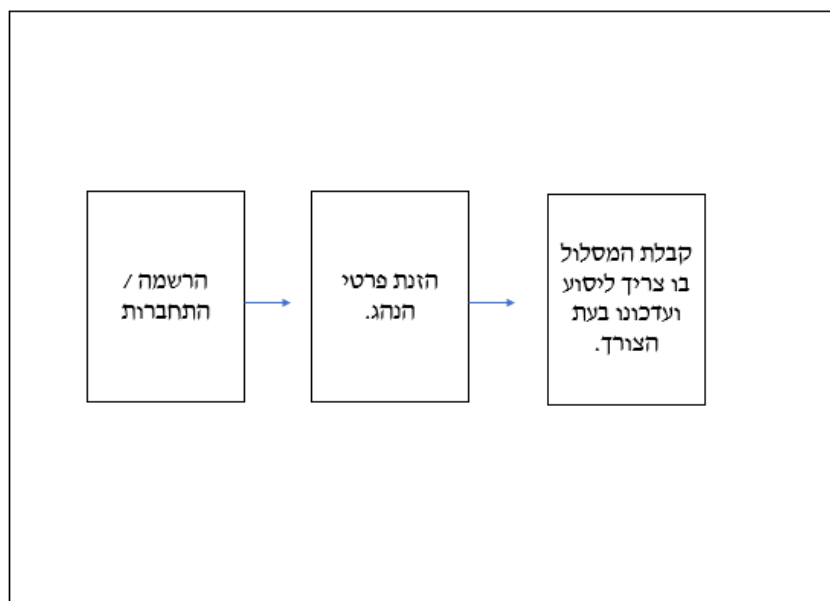 הרשמה /
התחברות
הזנת פרטי
הנהג.
קבלת המסלול
בו צריך ליסוע
ועדכונו בעת
הצורך.